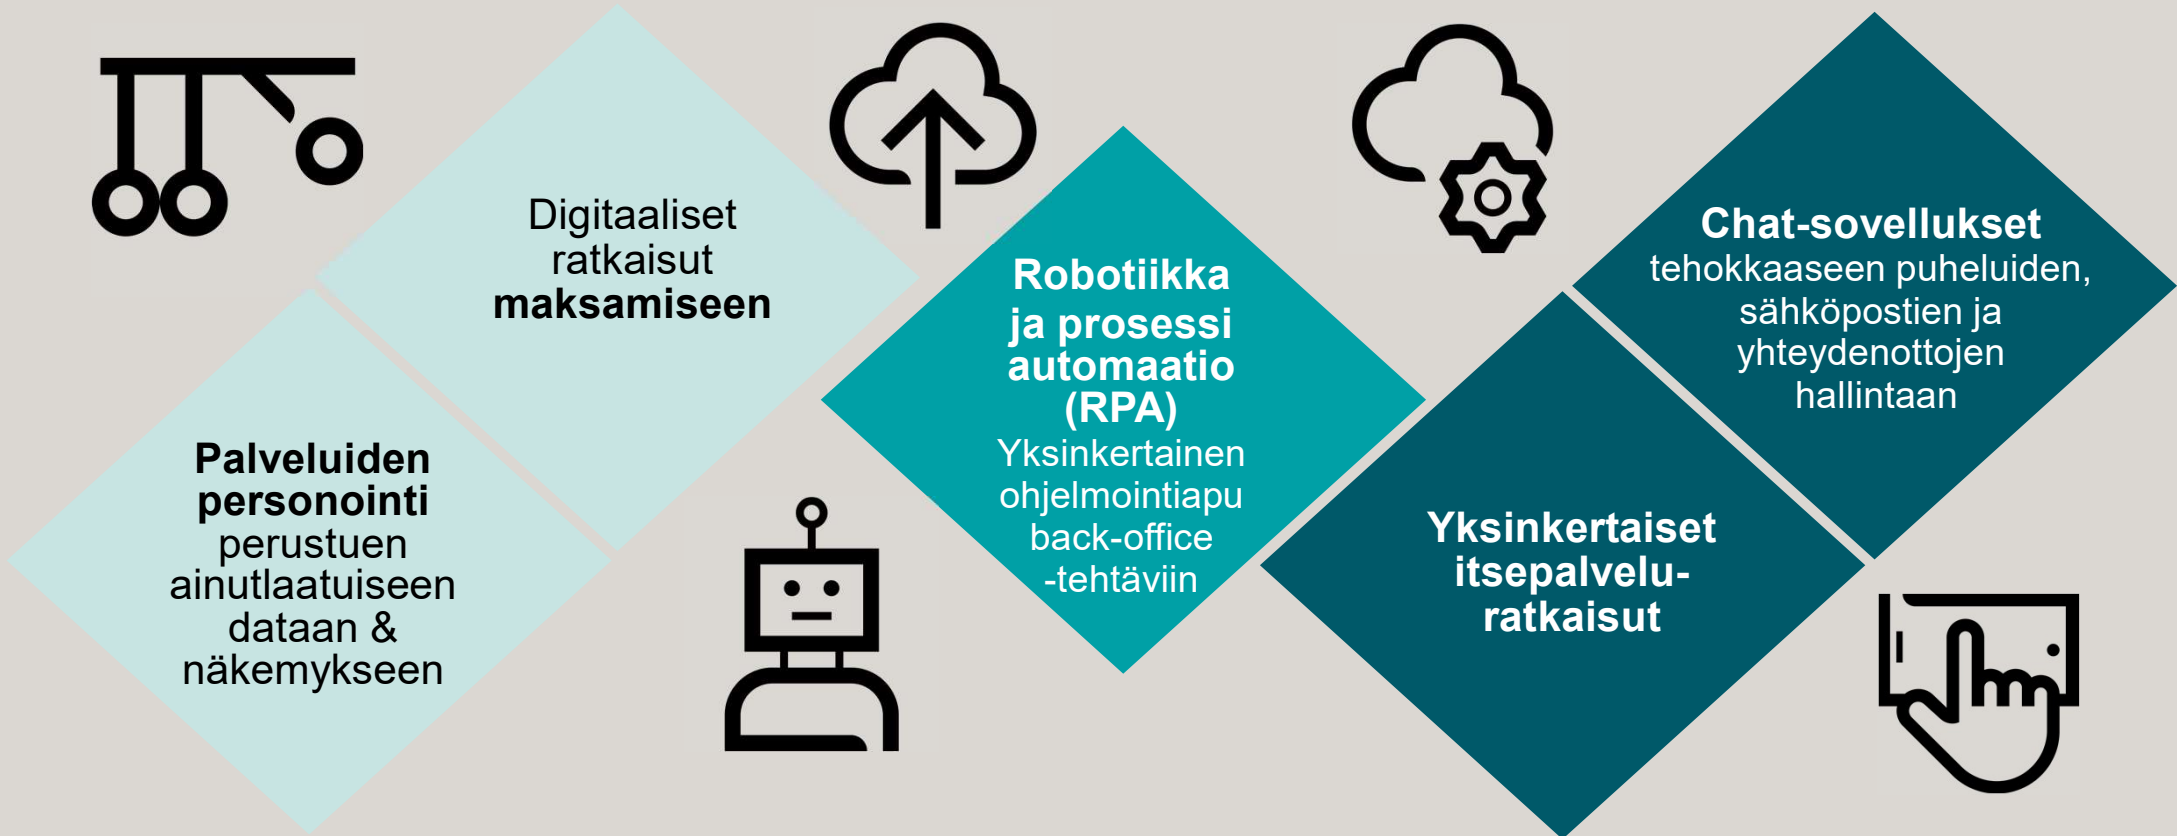 Palveluiden
personointi
perustuen
ainutlaatuiseen
dataan &
näkemykseen
Digitaaliset
ratkaisut
maksamiseen
Robotiikka
ja prosessi
automaatio
(RPA)
Yksinkertainen
ohjelmointiapu
back-office
-tehtäviin
Yksinkertaiset
itsepalvelu-
ratkaisut
Chat-sovellukset
tehokkaaseen puheluiden,
sähköpostien ja
yhteydenottojen
hallintaan